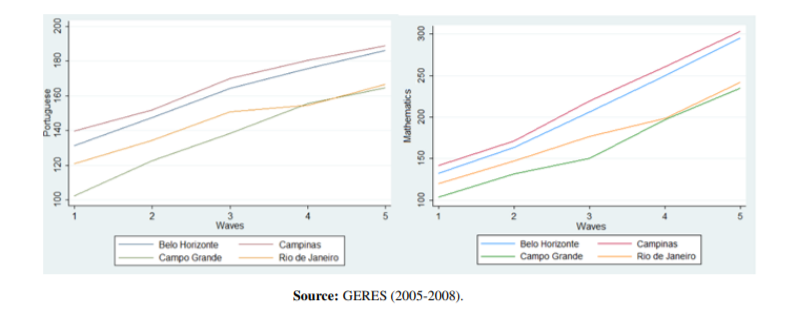 200
180
160
140
120
100
Portuguese
1 2 3 4 5
Waves
Belo Horizonte Campinas
Campo Grande Rio de Janeiro
300
250
200
150
100
Mathematics
1 2 3 4 5
Waves
Belo Horizonte Campinas
Campo Grande Rio de Janeiro
Source: GERES (2005-2008).